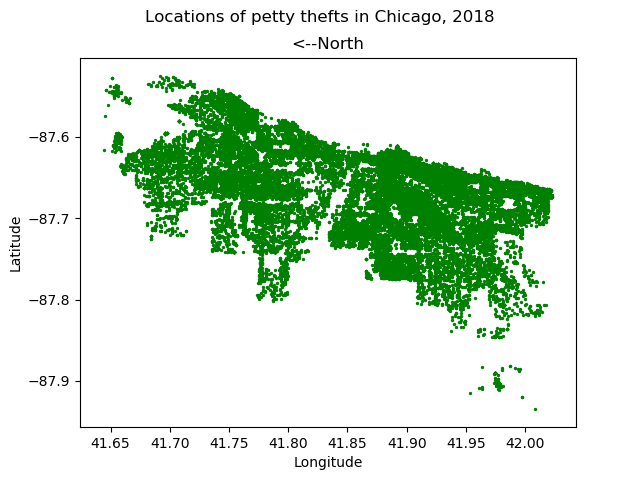 Locations of petty thefts in Chicago, 2018
<--North
−87.6
−87.7
−87.8
−87.9
Latitude
41.65 41.70 41.75 41.80 41.85 41.90 41.95 42.00
Longitude